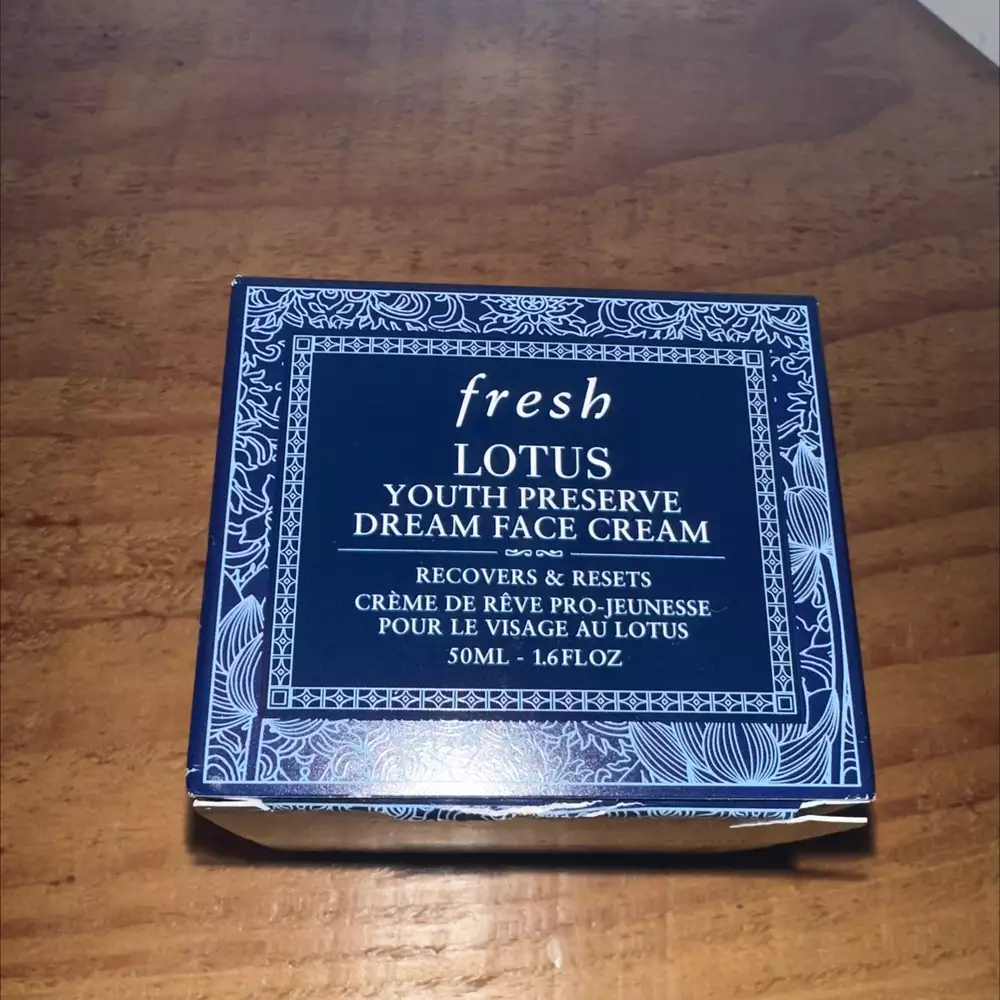 fresh
LOTUS
YOUTH PRESERVE
DREAM FACE CREAM
RECOVERS & RESETS
CRÈME DE RÊVE PRO-JEUNESSE
POUR LE VISAGE AU LOTUS
50ML - 1.6FLOZ